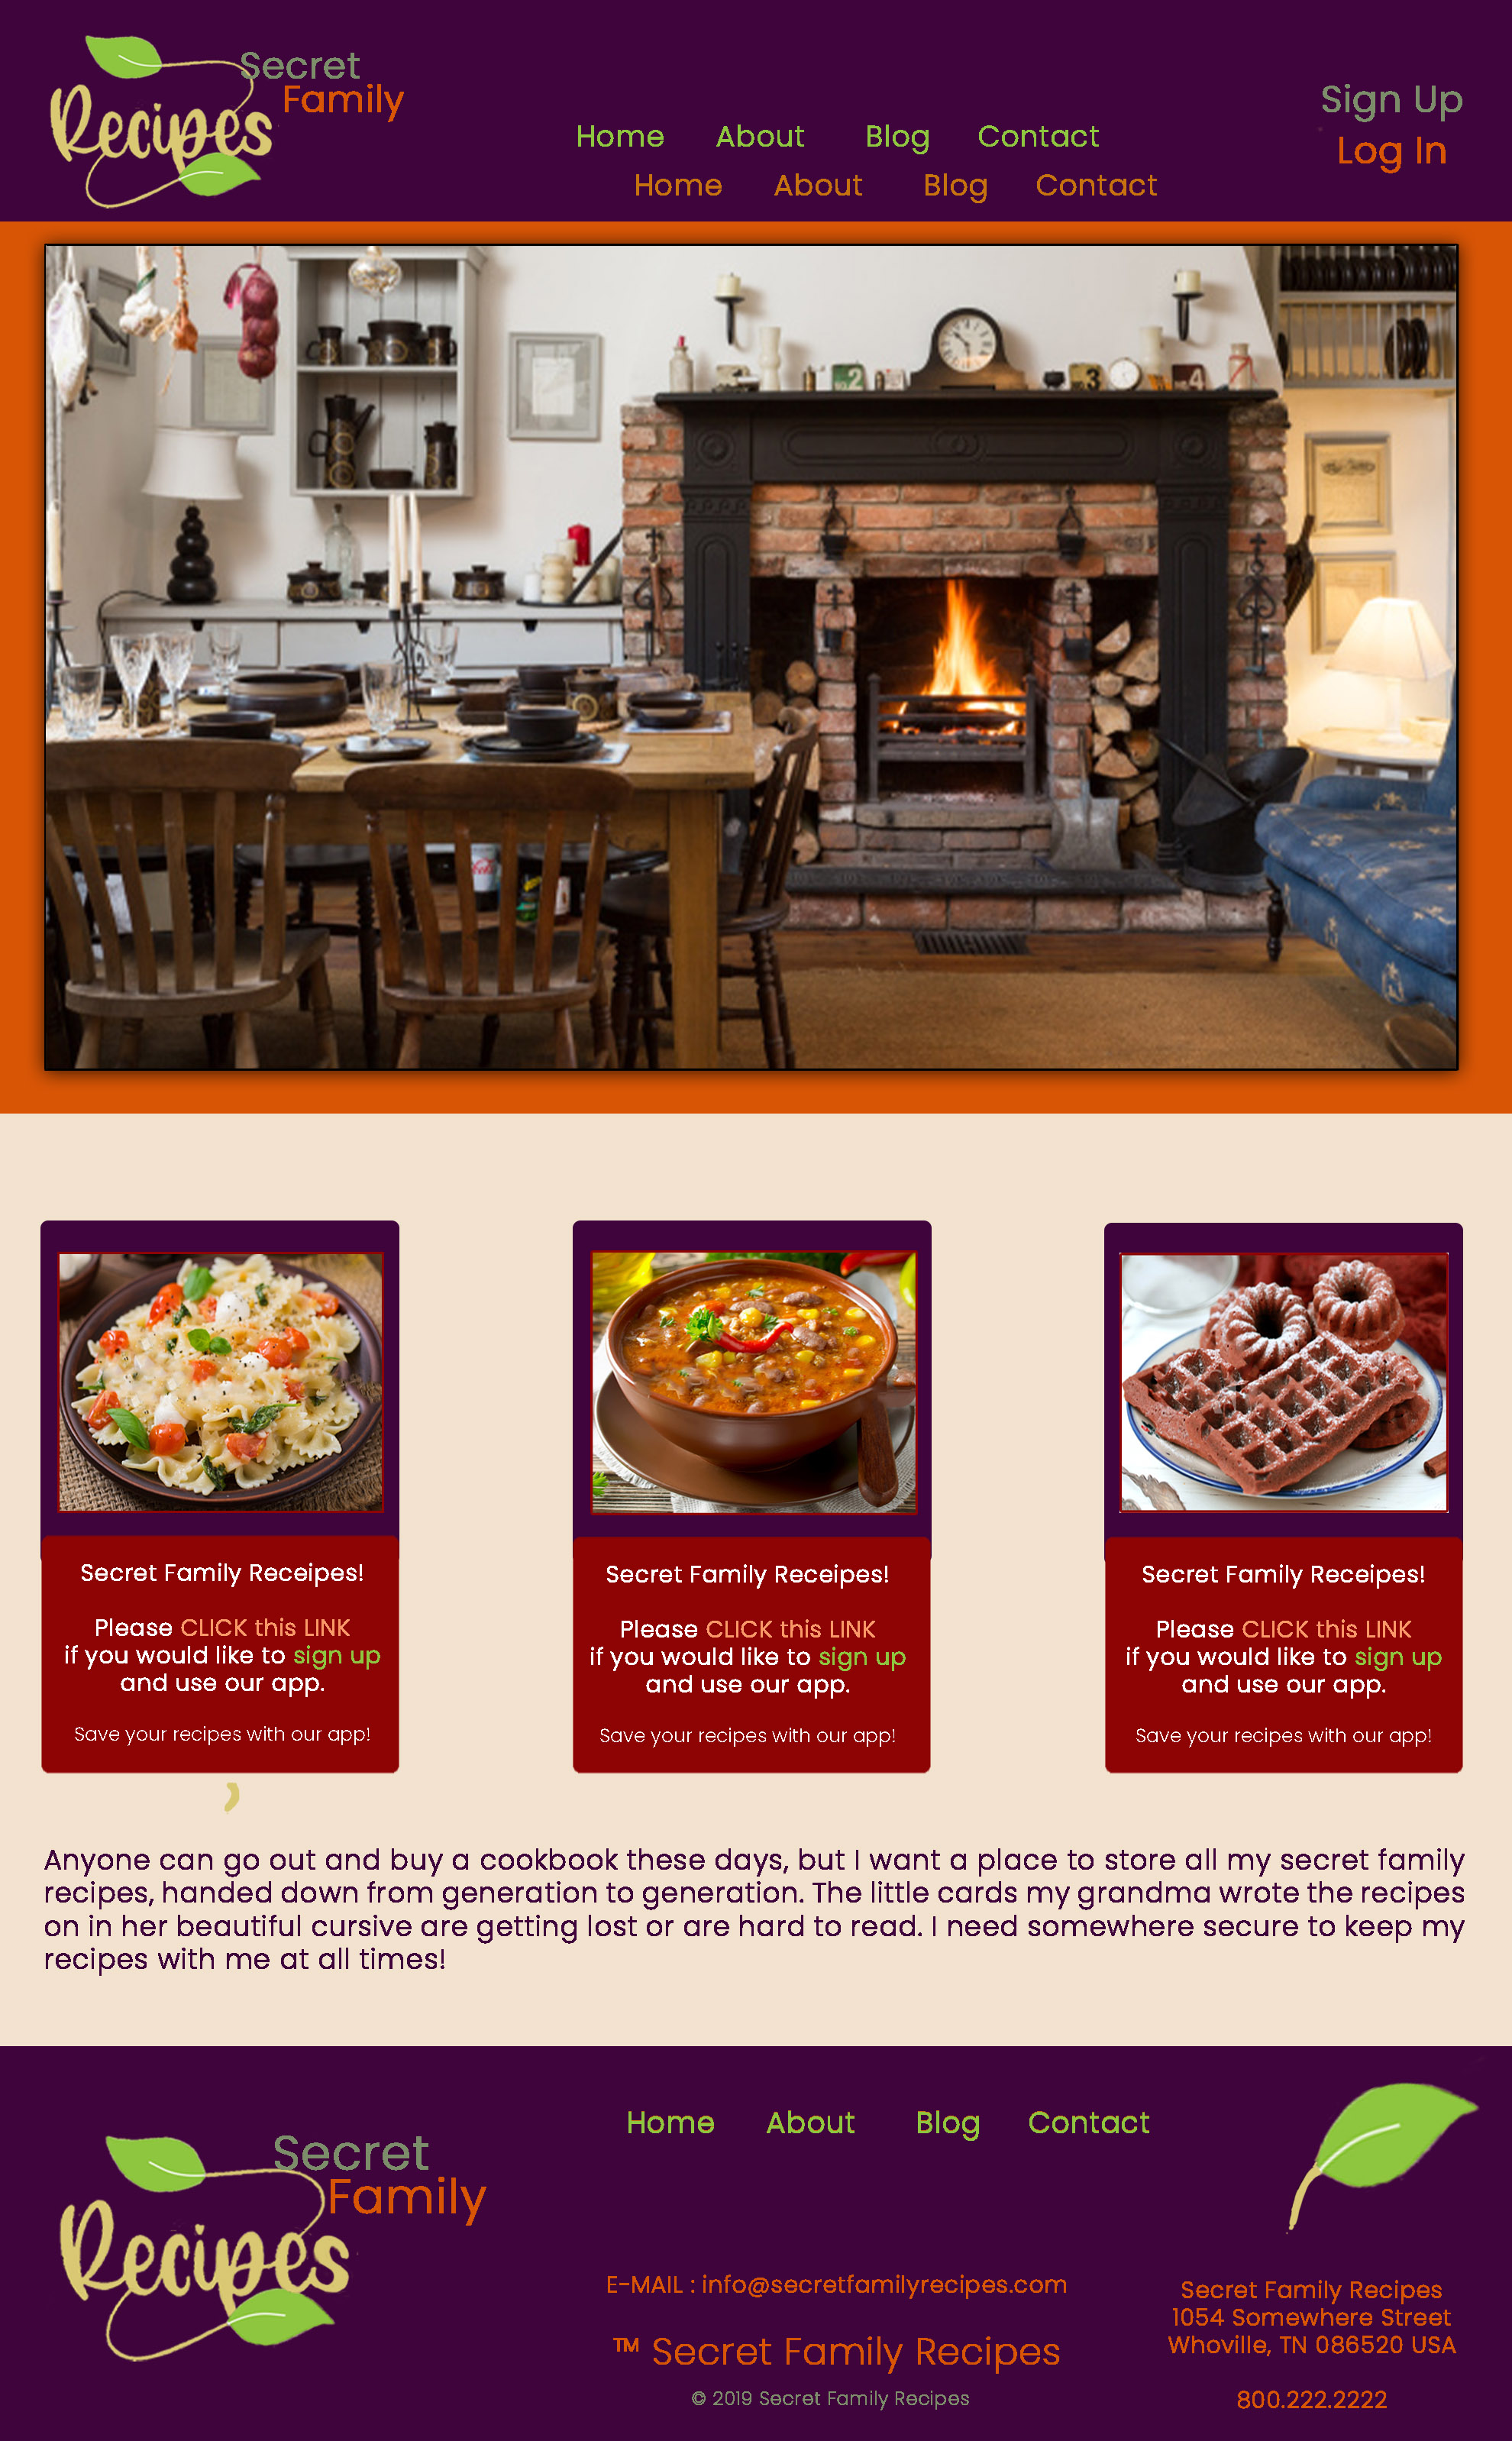 Secret
Family
Recipes
Home About Blog Contact
Home About Blog Contact
Sign Up
Log In
2
3
4
Secret Family Receipes!
Please CLICK this LINK
if you would like to sign up
and use our app.
Save your recipes with our app!
Secret Family Receipes!
Please CLICK this LINK
if you would like to sign up
and use our app.
Save your recipes with our app!
Secret Family Receipes!
Please CLICK this LINK
if you would like to sign up
and use our app.
Save your recipes with our app!
Anyone can go out and buy a cookbook these days, but I want a place to store all my secret family
recipes, handed down from generation to generation. The little cards my grandma wrote the recipes
on in her beautiful cursive are getting lost or are hard to read. I need somewhere secure to keep my
recipes with me at all times!
Secret
Family
Recipes
Home About Blog Contact
E-MAIL : info@secretfamilyrecipes.com
™ Secret Family Recipes
© 2019 Secret Family Recipes
Secret Family Recipes
1054 Somewhere Street
Whoville, TN 086520 USA
800.222.2222